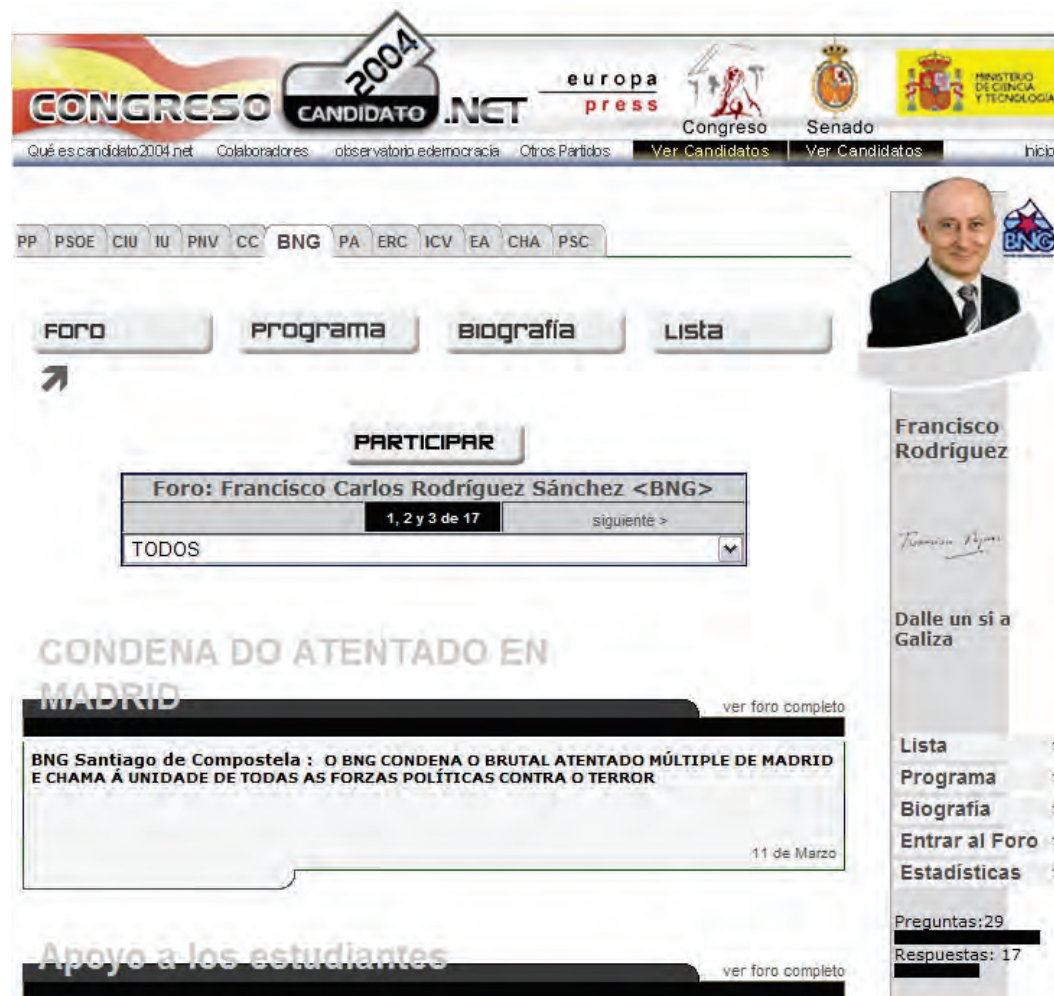 CONGRESO
2004
CANDIDATO
.NET
europa
press
Congreso
Senado
MINISTERIO
DE CIENCIA
Y TECNOLOGÍA
Qué es candidato2004.net Colaboradores observatorio edemocracia Otros Partidos Ver Candidatos Ver Candidatos Inicio
PP PSOE CIU IU PNV CC BNG PA ERC ICV EA CHA PSC
BNG
Foro Programa Biografía Lista
PARTICIPAR
Foro: Francisco Carlos Rodríguez Sánchez <BNG>
1, 2 y 3 de 17 siguiente >
TODOS
Francisco
Rodríguez
Dalle un si a
Galiza
CONDENA DO ATENTADO EN
MADRID
ver foro completo
BNG Santiago de Compostela : O BNG CONDENA O BRUTAL ATENTADO MÚLTIPLE DE MADRID
E CHAMA Á UNIDADE DE TODAS AS FORZAS POLÍTICAS CONTRA O TERROR
11 de Marzo
Lista
Programa
Biografía
Entrar al Foro
Estadísticas
Preguntas:29
Respuestas: 17
Apoyo a los estudiantes
ver foro completo